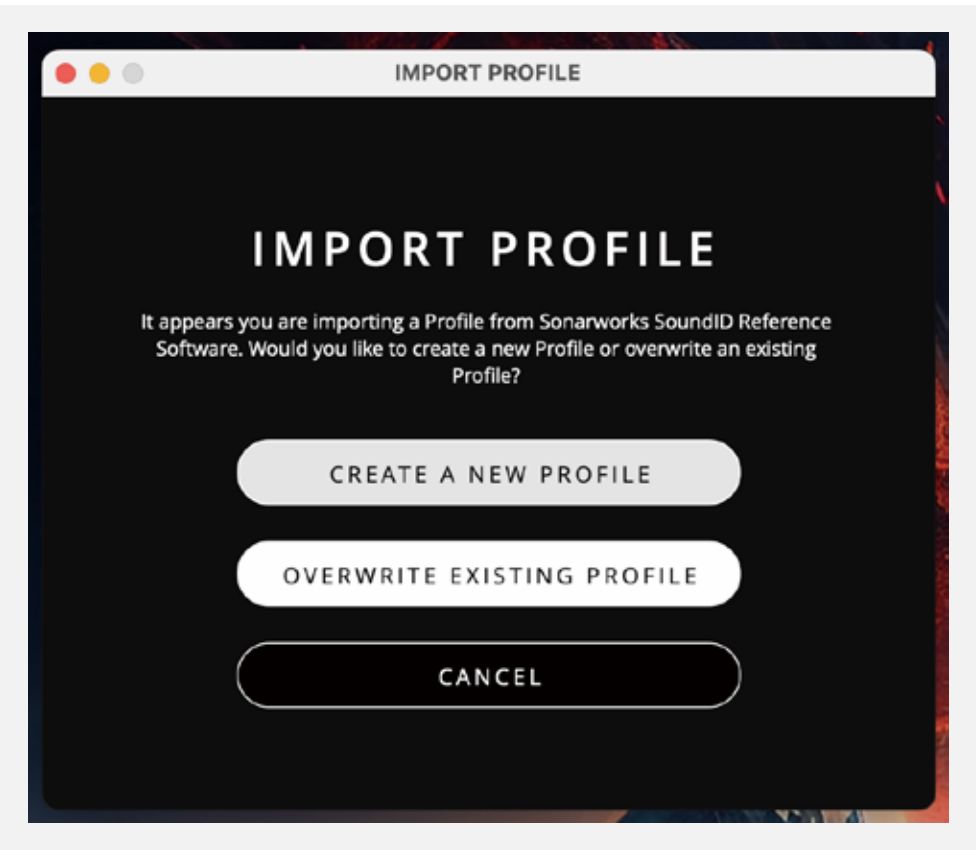 IMPORT PROFILE
IMPORT PROFILE
It appears you are importing a Profile from Sonarworks SoundID Reference
Software. Would you like to create a new Profile or overwrite an existing
Profile?
CREATE A NEW PROFILE
OVERWRITE EXISTING PROFILE
CANCEL